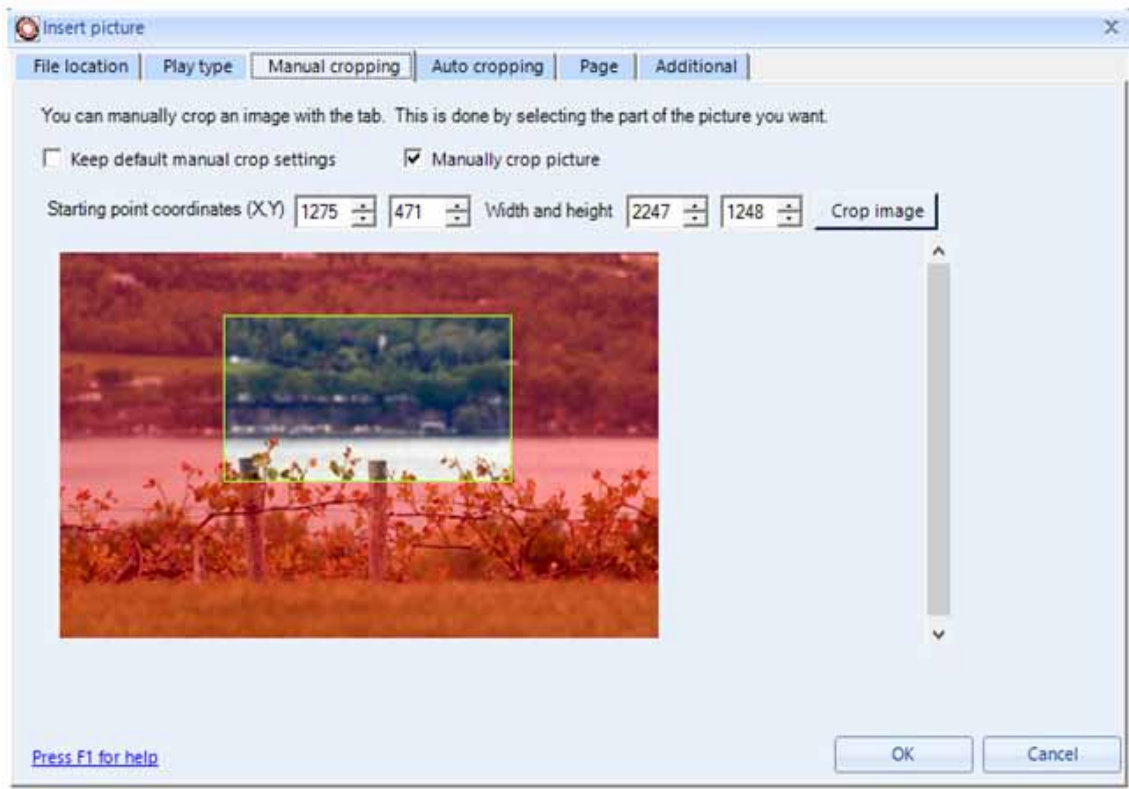 Insert picture
File location Play type Manual cropping Auto cropping Page Additional
You can manually crop an image with the tab. This is done by selecting the part of the picture you want.
Keep default manual crop settings Manually crop picture
Starting point coordinates (X,Y) 1275 471 Width and height 2247 1248 Crop image
Press F1 for help OK Cancel